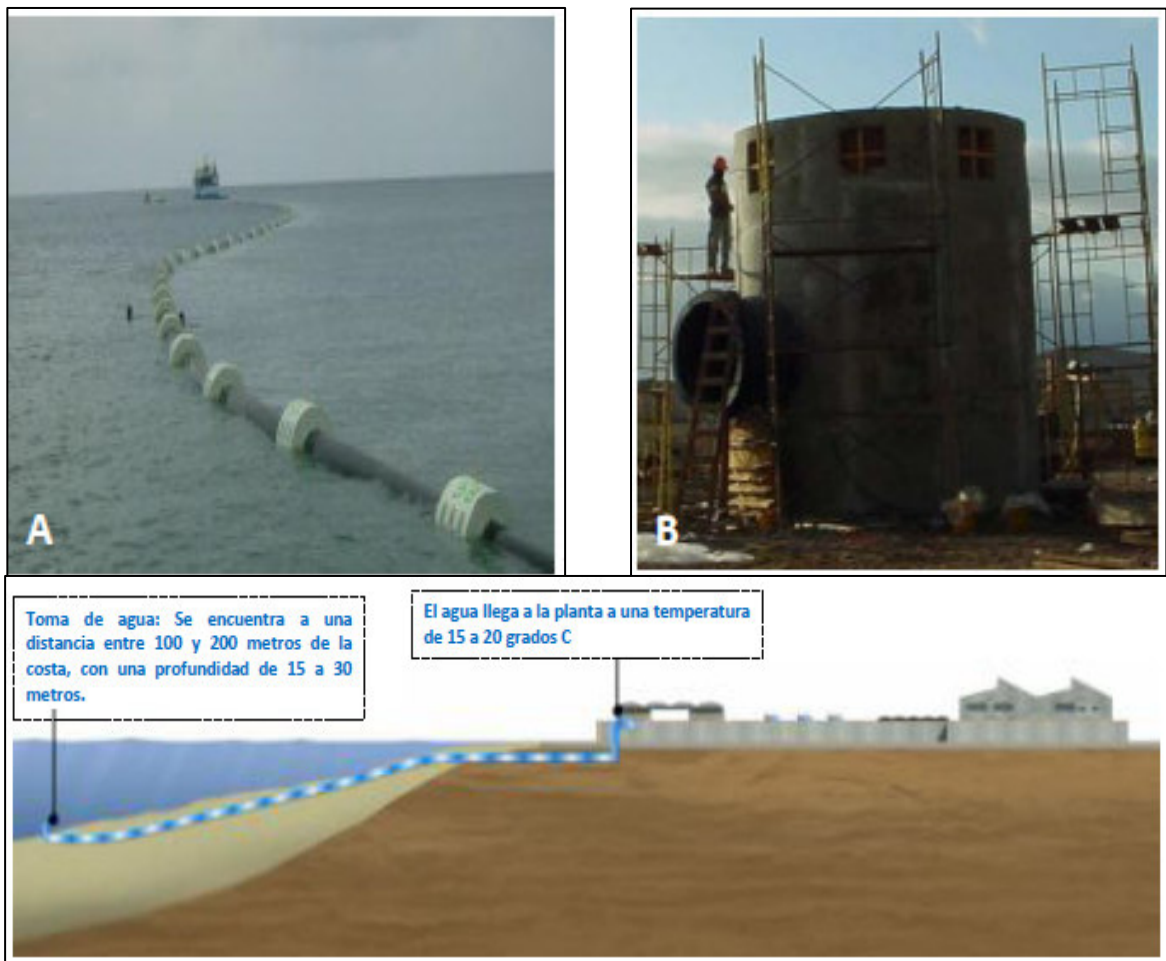 A
B
Toma de agua: Se encuentra a una
distancia entre 100 y 200 metros de la
costa, con una profundidad de 15 a 30
metros.
El agua llega a la planta a una temperatura
de 15 a 20 grados C